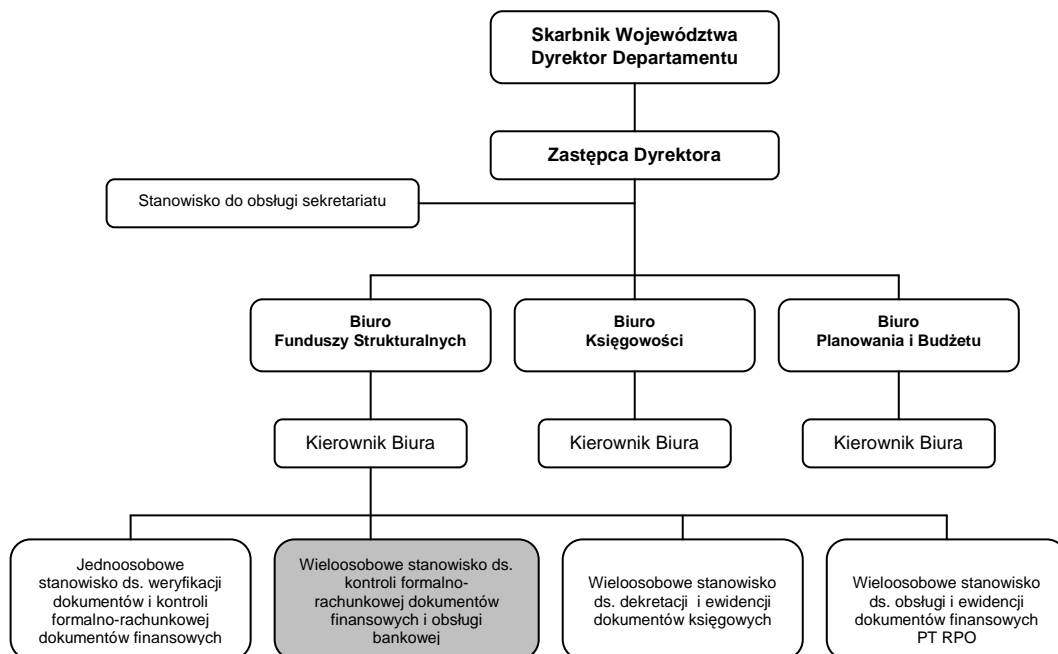 Skarbnik Województwa
Dyrektor Departamentu
Zastępca Dyrektora
Stanowisko do obsługi sekretariatu
Biuro
Funduszy Strukturalnych
Biuro
Księgowości
Biuro
Planowania i Budżetu
Kierownik Biura
Kierownik Biura
Kierownik Biura
Jednoosobowe
stanowisko ds. weryfikacji
dokumentów i kontroli
formalno-rachunkowej
dokumentów finansowych
Wieloosobowe stanowisko ds.
kontroli formalno-
rachunkowej dokumentów
finansowych i obsługi
bankowej
Wieloosobowe stanowisko
ds. dekretacji i ewidencji
dokumentów księgowych
Wieloosobowe stanowisko
ds. obsługi i ewidencji
dokumentów finansowych
PT RPO